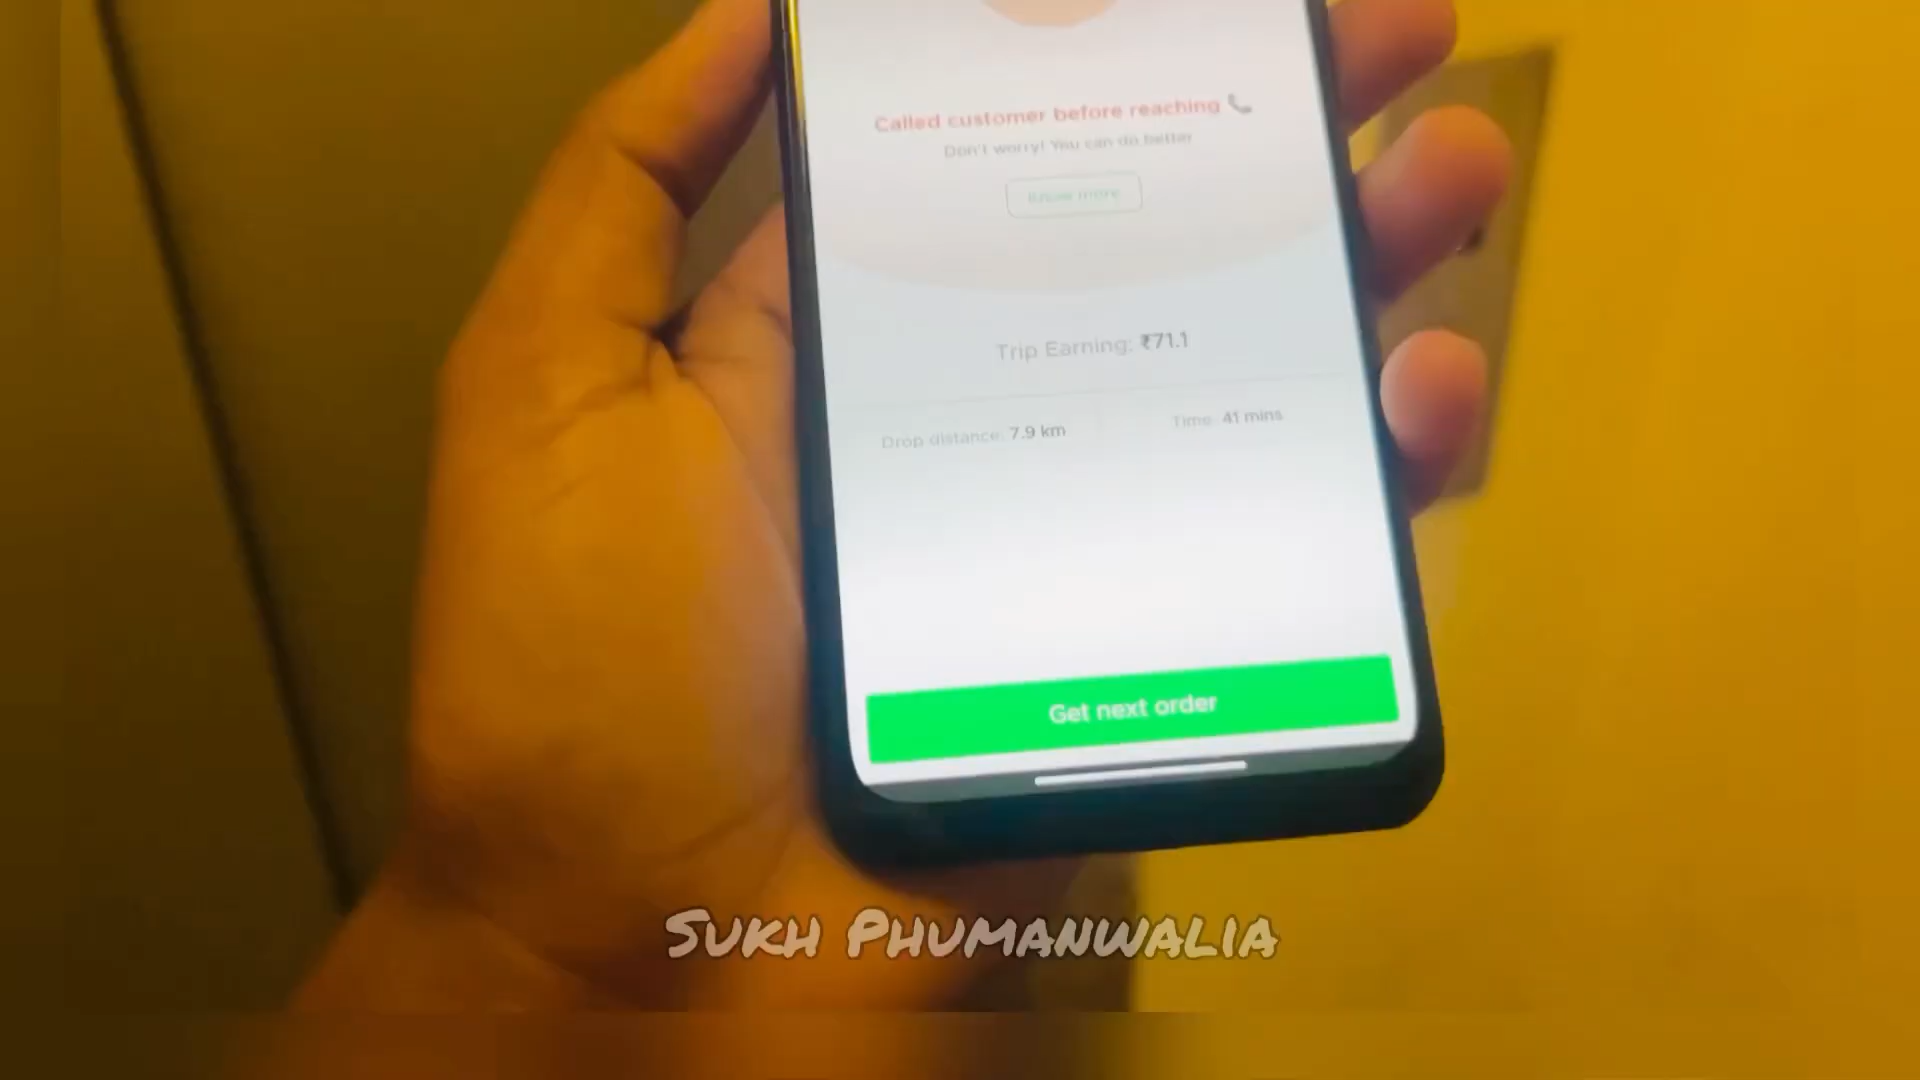 Called customer before reaching
Don't worry! You can do better
Know more
Trip Earning: ₹71.1
Drop distance: 7.9 km
Time: 41 mins
Get next order
SUKH PHUMANWALIA